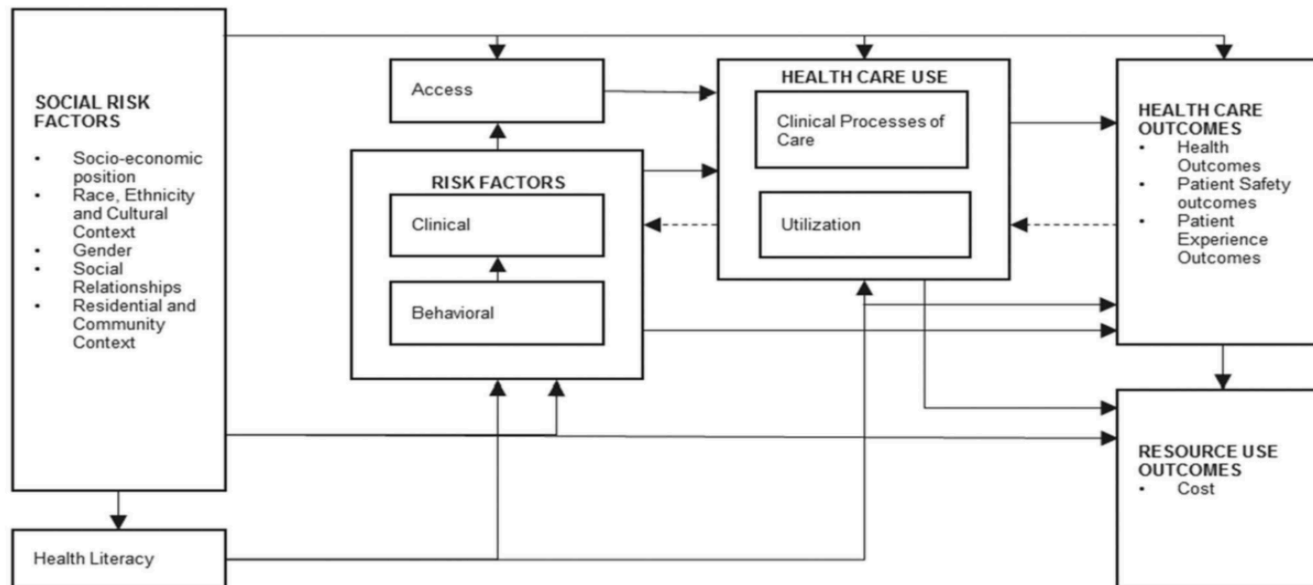 SOCIAL RISK
FACTORS
• Socio-economic
position
• Race, Ethnicity
and Cultural
Context
• Gender
• Social
Relationships
• Residential and
Community
Context
Health Literacy
Access
RISK FACTORS
Clinical
Behavioral
HEALTH CARE USE
Clinical Processes of
Care
Utilization
HEALTH CARE
OUTCOMES
• Health
Outcomes
• Patient Safety
outcomes
• Patient
Experience
Outcomes
RESOURCE USE
OUTCOMES
• Cost